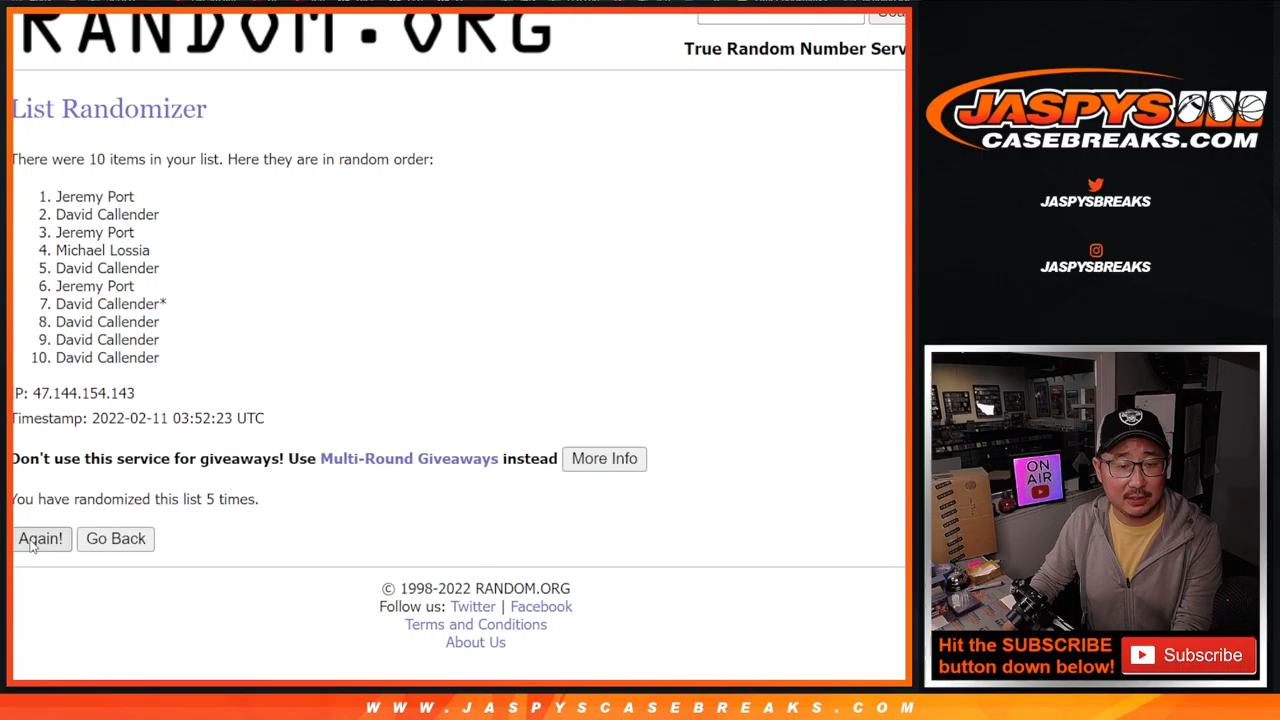 RANDOM.ORG
True Random Number Serv
List Randomizer
There were 10 items in your list. Here they are in random order:
1. Jeremy Port
2. David Callender
3. Jeremy Port
4. Michael Lossia
5. David Callender
6. Jeremy Port
7. David Callender*
8. David Callender
9. David Callender
10. David Callender
IP: 47.144.154.143
Timestamp: 2022-02-11 03:52:23 UTC
Don't use this service for giveaways! Use Multi-Round Giveaways instead More Info
You have randomized this list 5 times.
Again! Go Back
© 1998-2022 RANDOM.ORG
Follow us: Twitter | Facebook
Terms and Conditions
About Us
JASPYS
CASEBREAKS.COM
JASPYSBREAKS
JASPYSBREAKS
ON
AIR
Hit the SUBSCRIBE
button down below!
Subscribe
WWW.JASPYSCASEBREAKS.COM